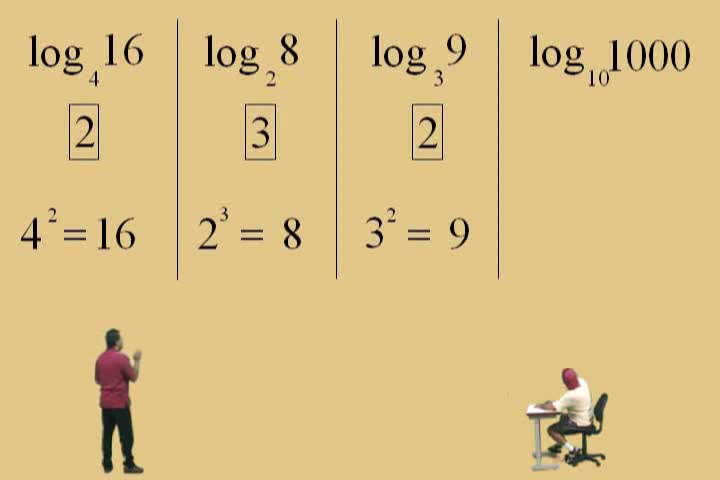 log₄16 log₂8 log₃9 log₁₀1000
2 3 2
4² = 16 2³ = 8 3² = 9